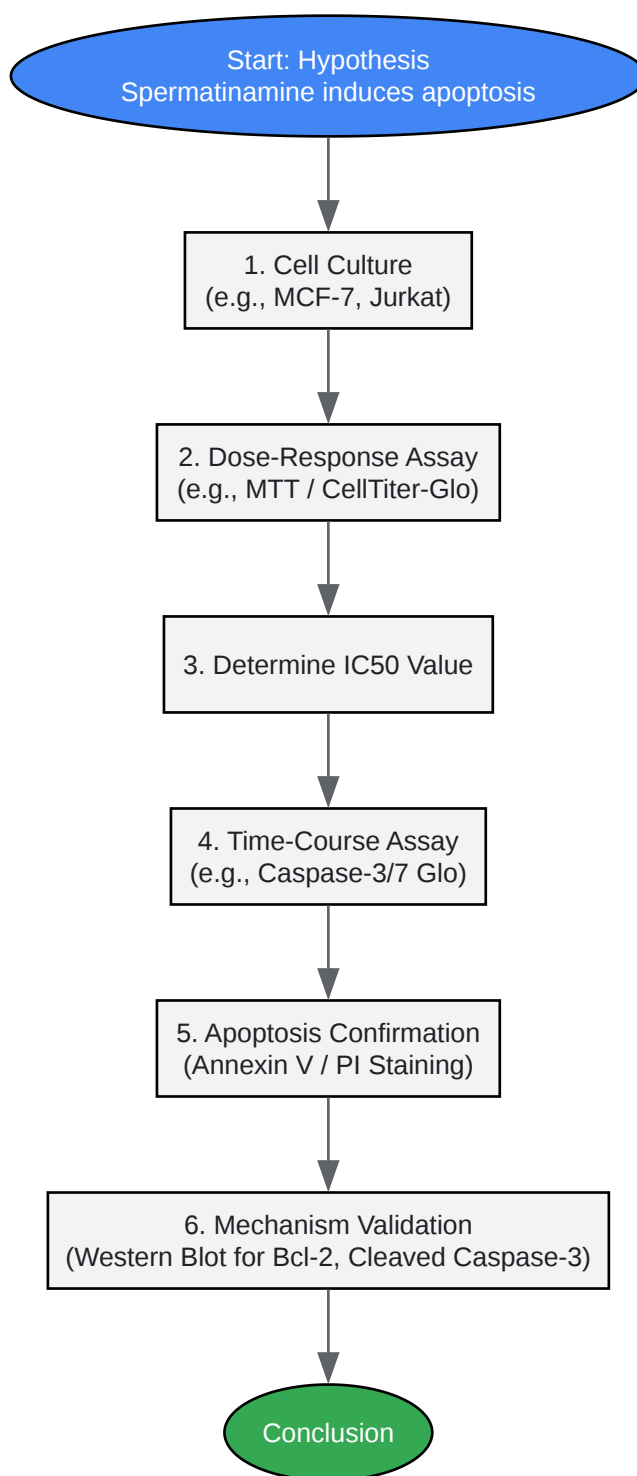 Start: Hypothesis
Spermatinamine induces apoptosis
1. Cell Culture
(e.g., MCF-7, Jurkat)
2. Dose-Response Assay
(e.g., MTT / CellTiter-Glo)
3. Determine IC50 Value
4. Time-Course Assay
(e.g., Caspase-3/7 Glo)
5. Apoptosis Confirmation
(Annexin V / PI Staining)
6. Mechanism Validation
(Western Blot for Bcl-2, Cleaved Caspase-3)
Conclusion